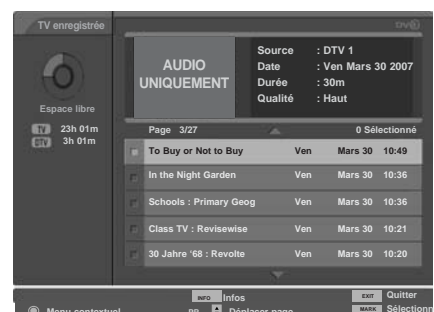 TV enregistrée
DVR
AUDIO UNIQUEMENT
Source : DTV 1
Date : Ven Mars 30 2007
Durée : 30m
Qualité : Haut
Espace libre
TV 23h 01m
DTV 3h 01m
Page 3/27
0 Sélectionné
To Buy or Not to Buy Ven Mars 30 10:49
In the Night Garden Ven Mars 30 10:36
Schools : Primary Geog Ven Mars 30 10:36
Class TV : Revisewise Ven Mars 30 10:21
30 Jahre '68 : Revolte Ven Mars 30 10:20
INFO Infos
EXIT Quitter
Menu contextuel
PR Déplacer page
MARK Sélectionn